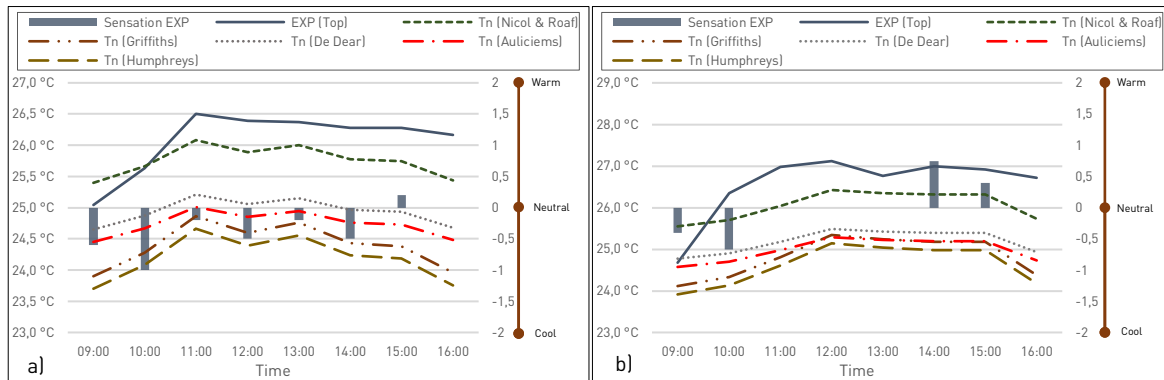 Sensation EXP EXP (Top) Tn (Nicol & Roaf)
Tn (Griffiths) Tn (De Dear) Tn (Auliciems)
Tn (Humphreys)
27,0 °C 2 Warm
26,5 °C 1,5
26,0 °C 1
25,5 °C 0,5
25,0 °C 0 Neutral
24,5 °C -0,5
24,0 °C -1
23,5 °C -1,5
23,0 °C -2 Cool
a)
09:00 10:00 11:00 12:00 13:00 14:00 15:00 16:00
Time
Sensation EXP EXP (Top) Tn (Nicol & Roaf)
Tn (Griffiths) Tn (De Dear) Tn (Auliciems)
Tn (Humphreys)
29,0 °C 2 Warm
28,0 °C 1,5
1
27,0 °C 0,5
26,0 °C 0 Neutral
25,0 °C -0,5
24,0 °C -1
-1,5
23,0 °C -2 Cool
b)
09:00 10:00 11:00 12:00 13:00 14:00 15:00 16:00
Time